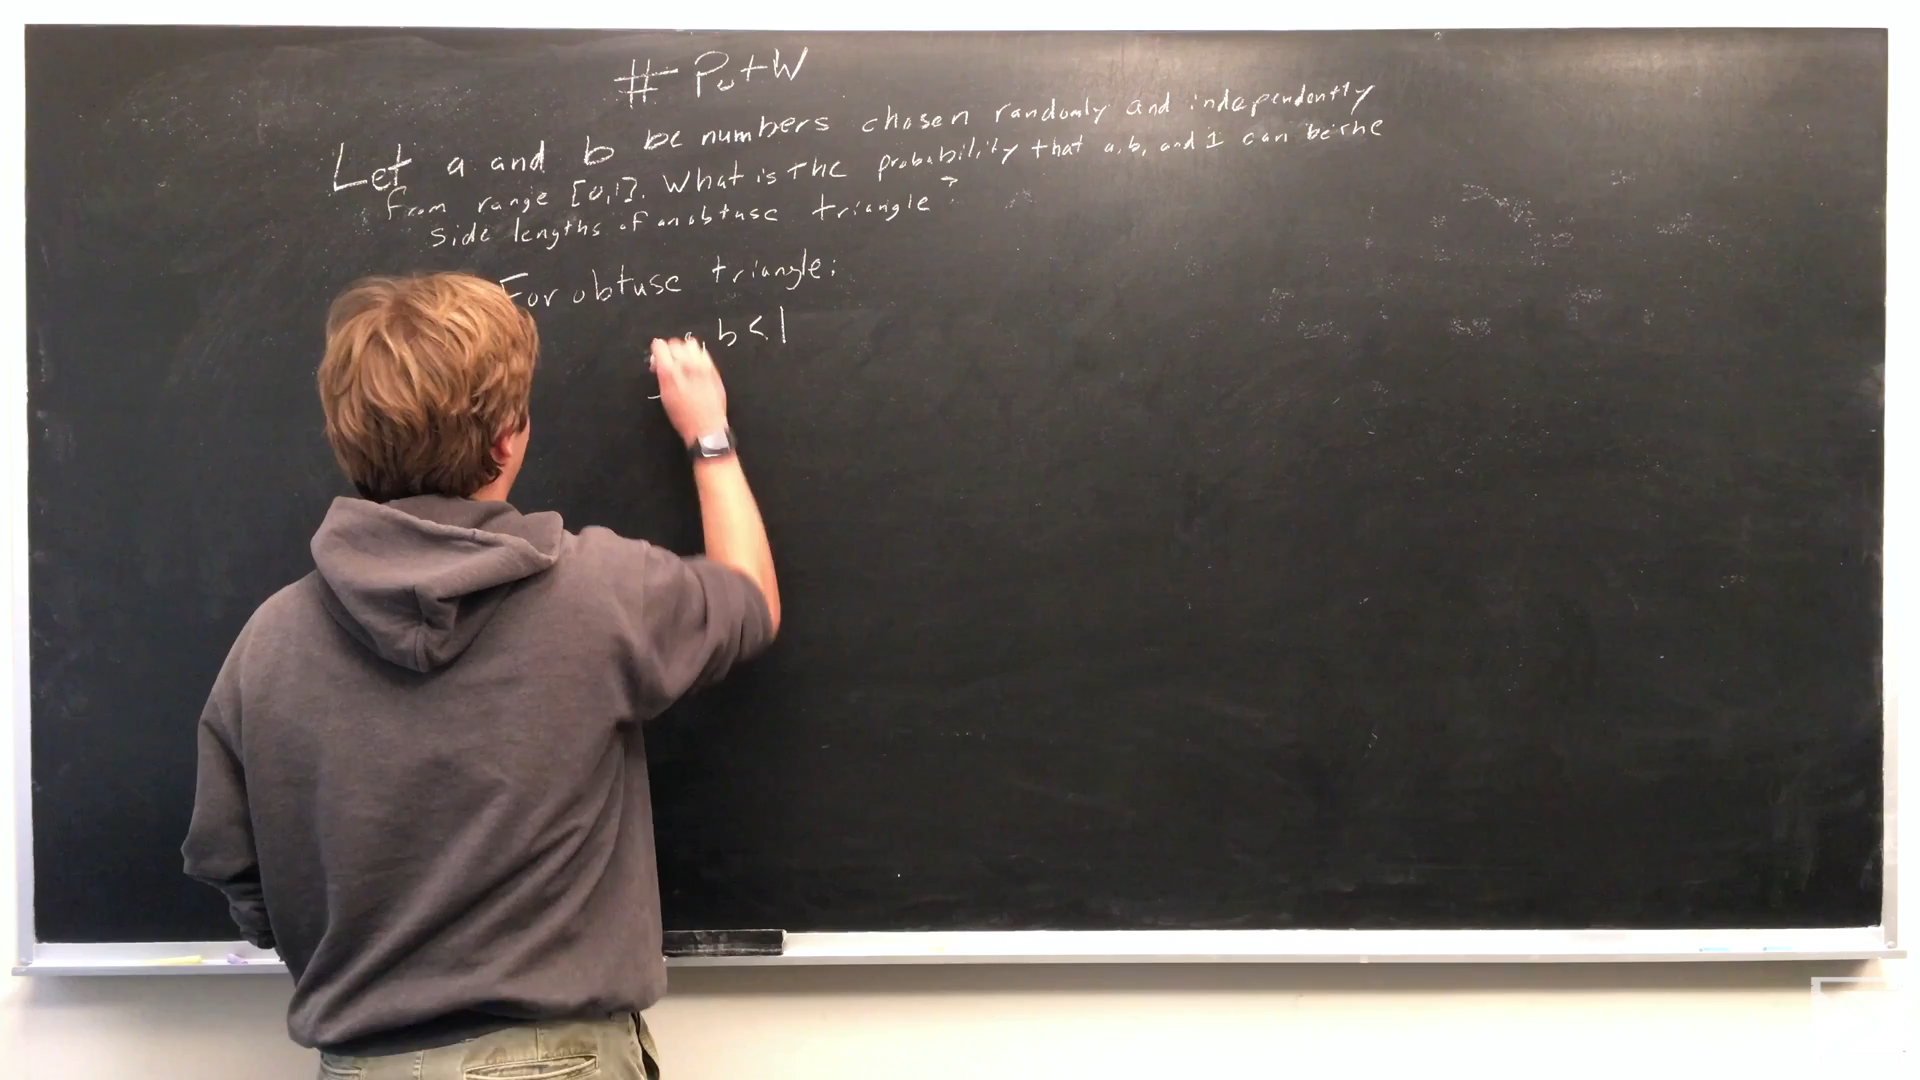 # PotW
Let a and b be numbers chosen randomly and independently
from range [0,1]. What is the probability that a, b, and 1 can be the
side lengths of an obtuse triangle?
For obtuse triangle:
a, b < 1